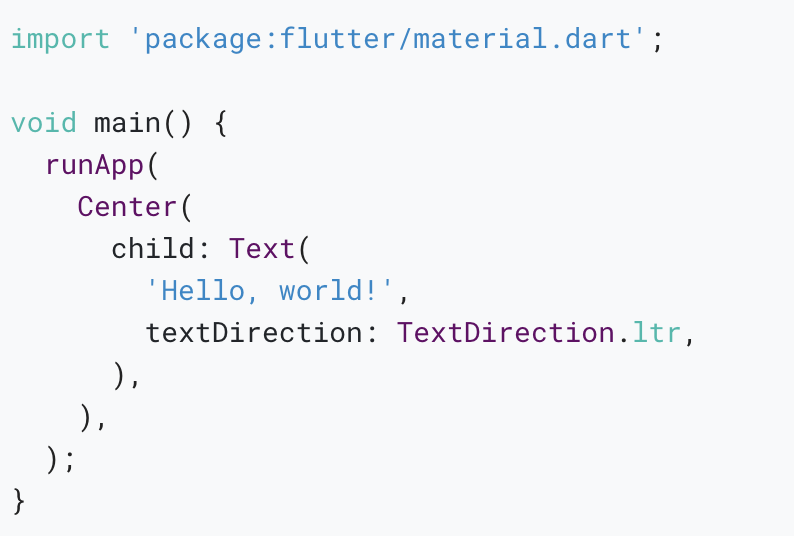 import 'package:flutter/material.dart';
void main() {
  runApp(
    Center(
      child: Text(
        'Hello, world!',
        textDirection: TextDirection.ltr,
      ),
    ),
  );
}